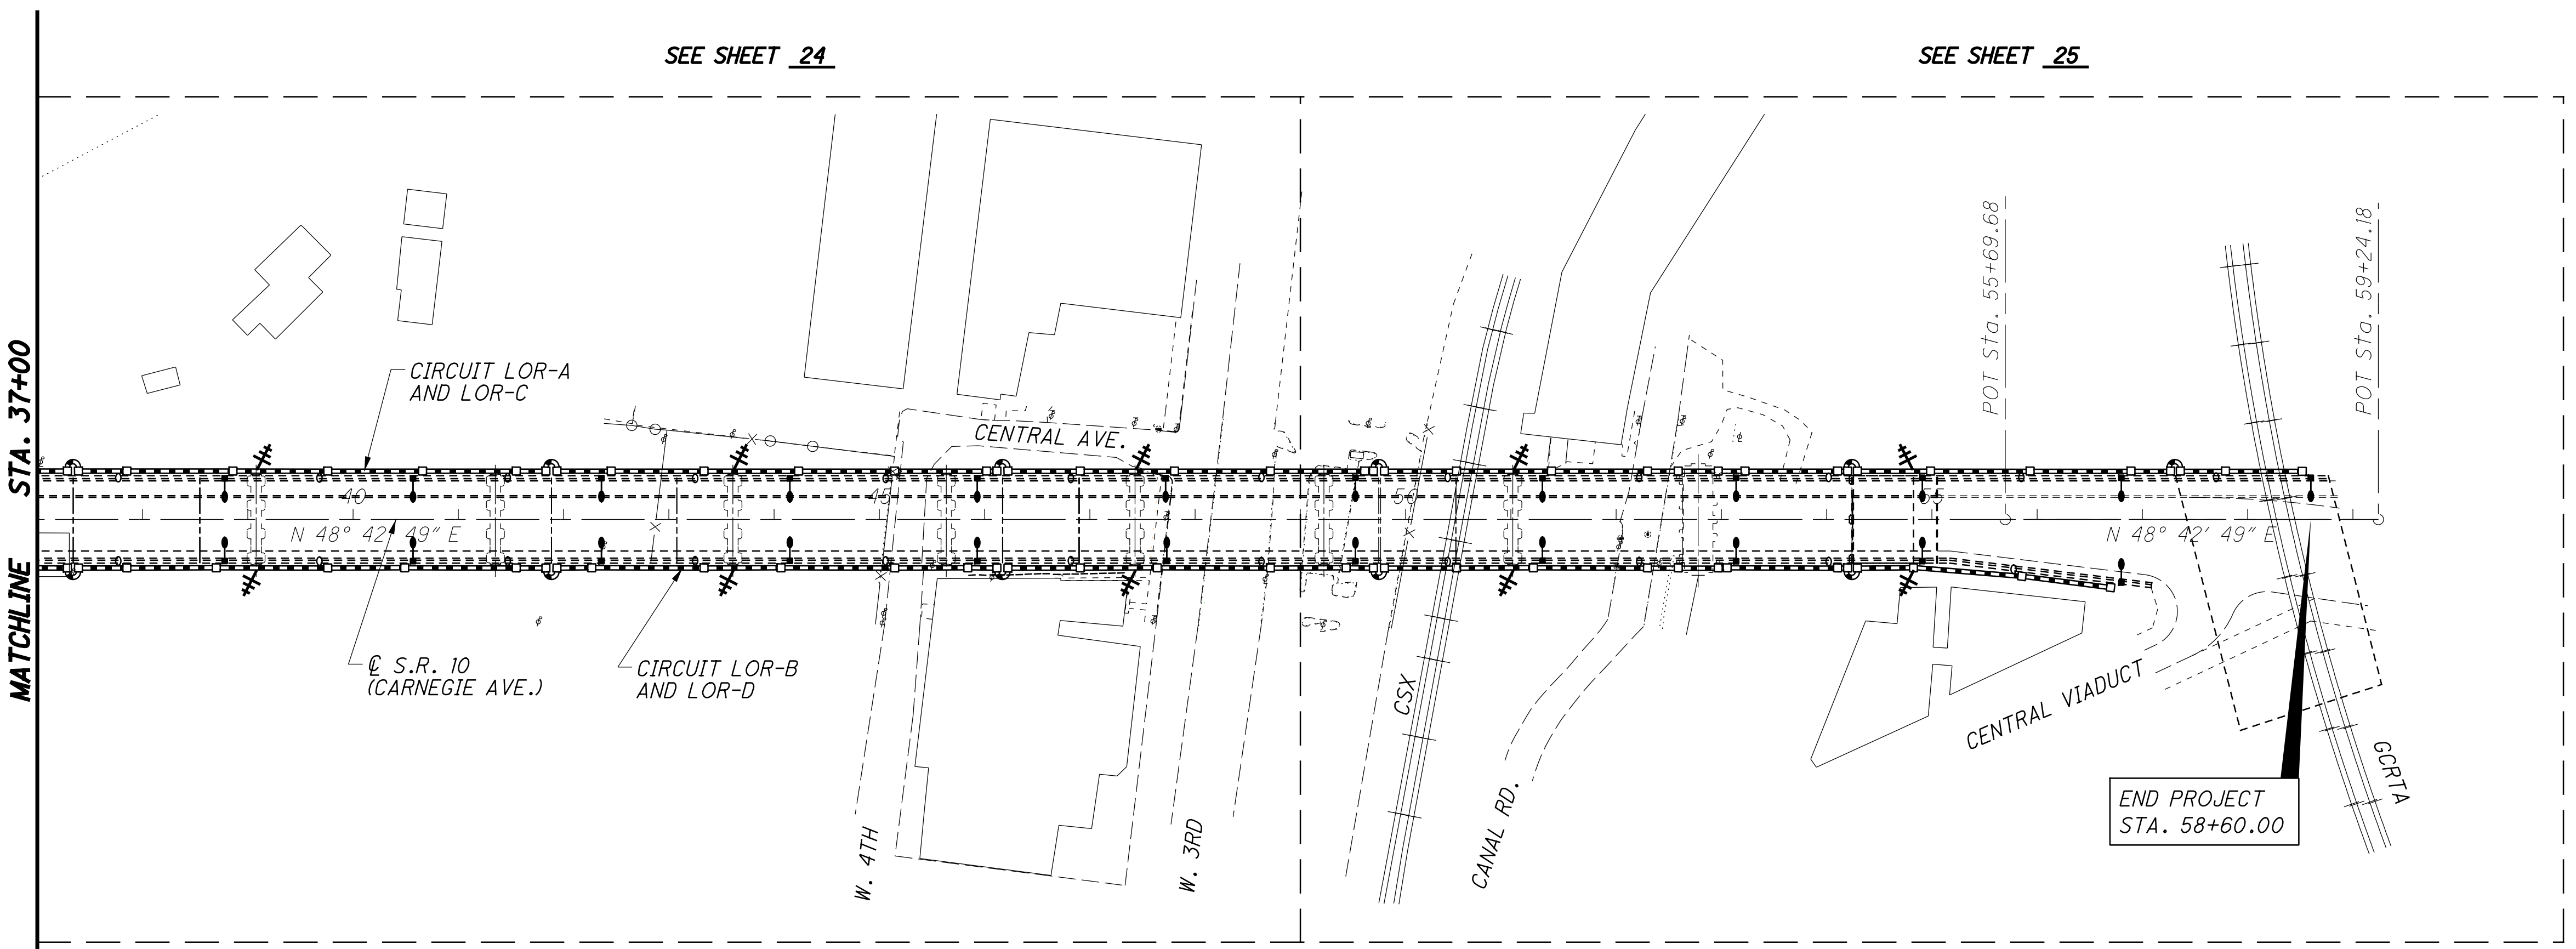 SEE SHEET 24
SEE SHEET 25
MATCHLINE STA. 37+00
CIRCUIT LOR-A
AND LOR-C
CENTRAL AVE.
POT Sta. 55+69.68
POT Sta. 59+24.18
40
45
50
55
N 48° 42' 49" E
N 48° 42' 49" E
℄ S.R. 10
(CARNEGIE AVE.)
CIRCUIT LOR-B
AND LOR-D
W. 4TH
W. 3RD
CSX
CANAL RD.
CENTRAL VIADUCT
GCRTA
END PROJECT
STA. 58+60.00